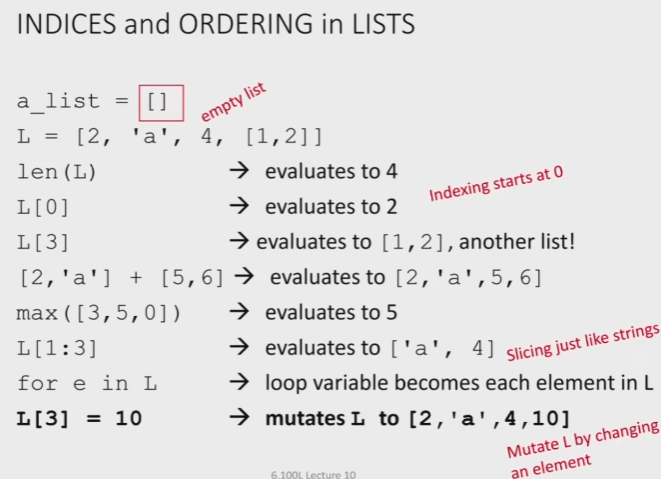 INDICES and ORDERING in LISTS
a_list = [] empty list
L = [2, 'a', 4, [1,2]]
len(L) → evaluates to 4
Indexing starts at 0
L[0] → evaluates to 2
L[3] → evaluates to [1,2], another list!
[2,'a'] + [5,6] → evaluates to [2,'a',5,6]
max([3,5,0]) → evaluates to 5
L[1:3] → evaluates to ['a', 4] Slicing just like strings
for e in L → loop variable becomes each element in L
L[3] = 10 → mutates L to [2,'a',4,10]
Mutate L by changing
an element
6.100L Lecture 10